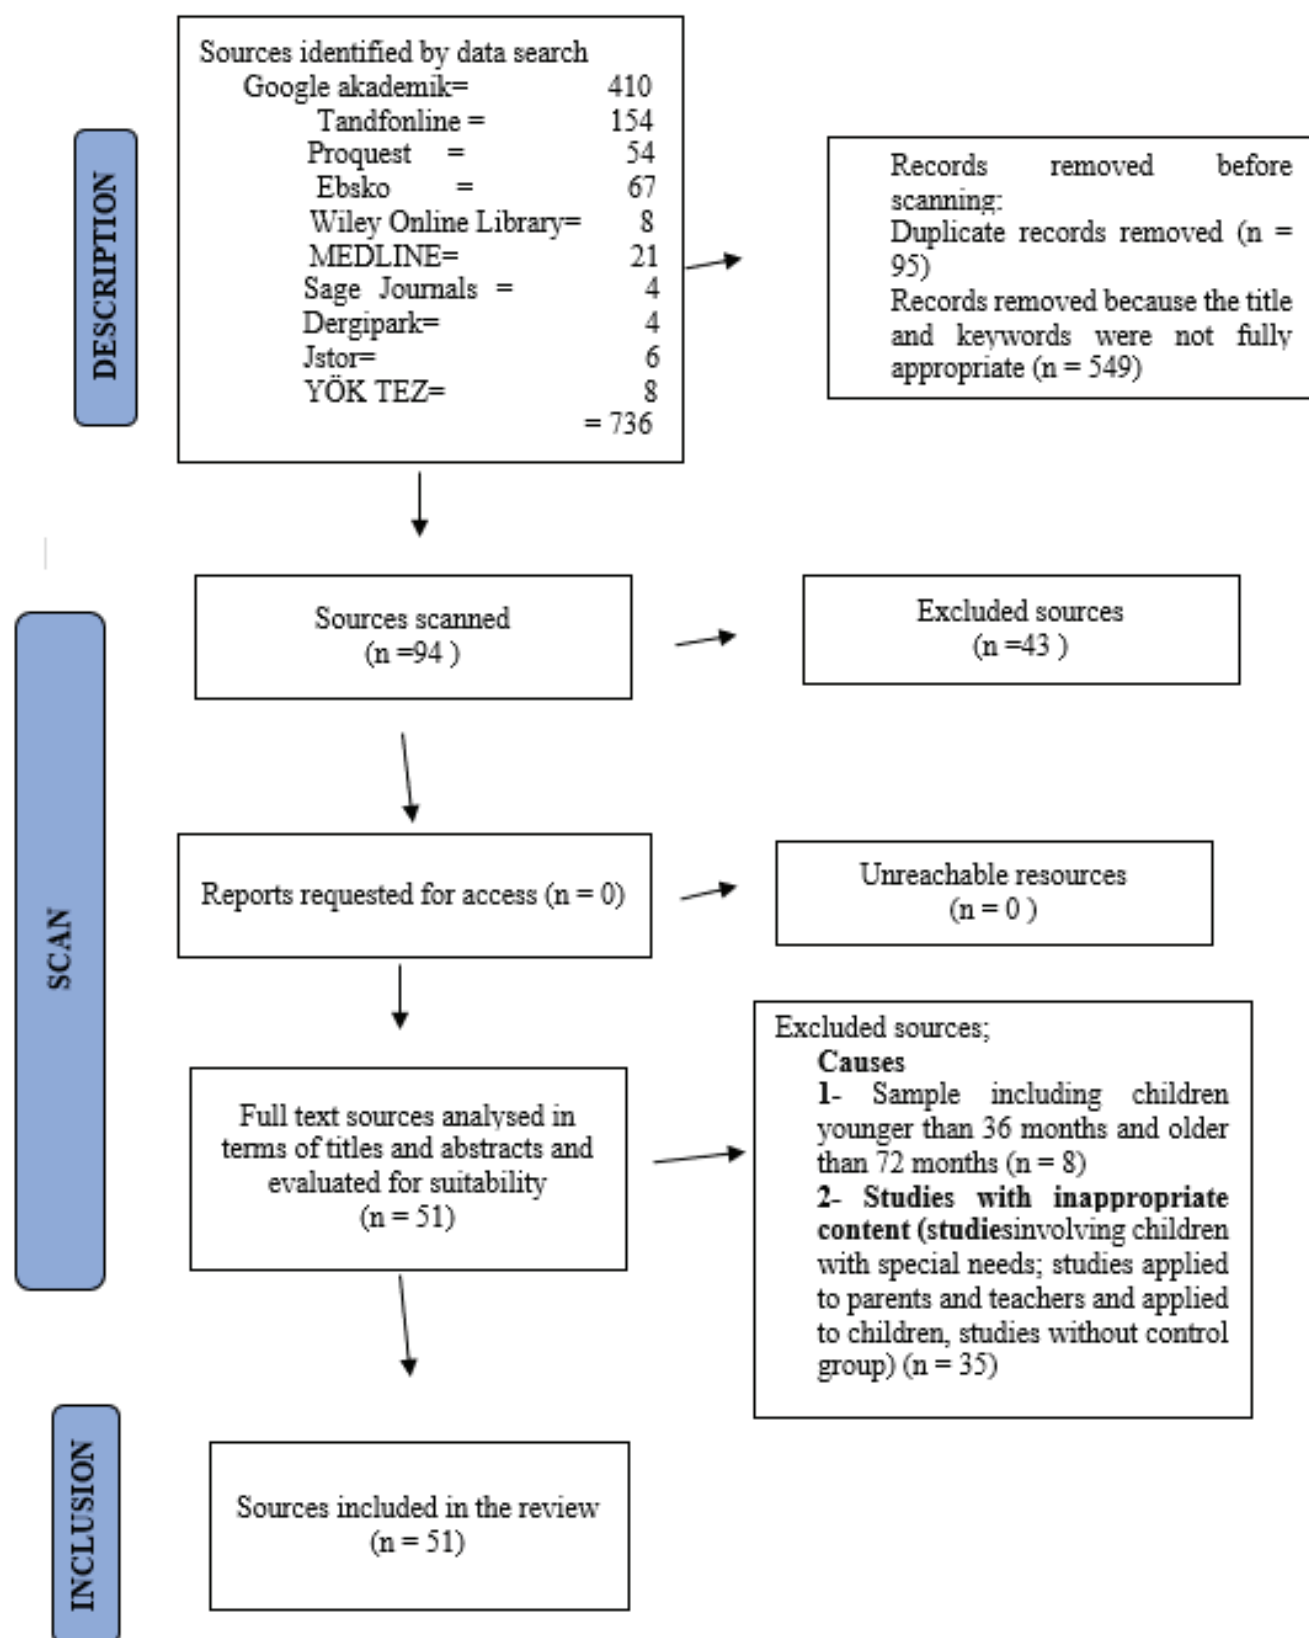 DESCRIPTION
Sources identified by data search
Google akademik= 410
Tandfonline = 154
Proquest = 54
Ebsko = 67
Wiley Online Library= 8
MEDLINE= 21
Sage Journals = 4
Dergipark= 4
Jstor= 6
YÖK TEZ= 8
= 736
Records removed before
scanning:
Duplicate records removed (n =
95)
Records removed because the title
and keywords were not fully
appropriate (n = 549)
SCAN
Sources scanned
(n =94 )
Excluded sources
(n =43 )
Reports requested for access (n = 0)
Unreachable resources
(n = 0 )
Full text sources analysed in
terms of titles and abstracts and
evaluated for suitability
(n = 51)
Excluded sources;
Causes
1- Sample including children
younger than 36 months and older
than 72 months (n = 8)
2- Studies with inappropriate
content (studiesinvolving children
with special needs; studies applied
to parents and teachers and applied
to children, studies without control
group) (n = 35)
INCLUSION
Sources included in the review
(n = 51)